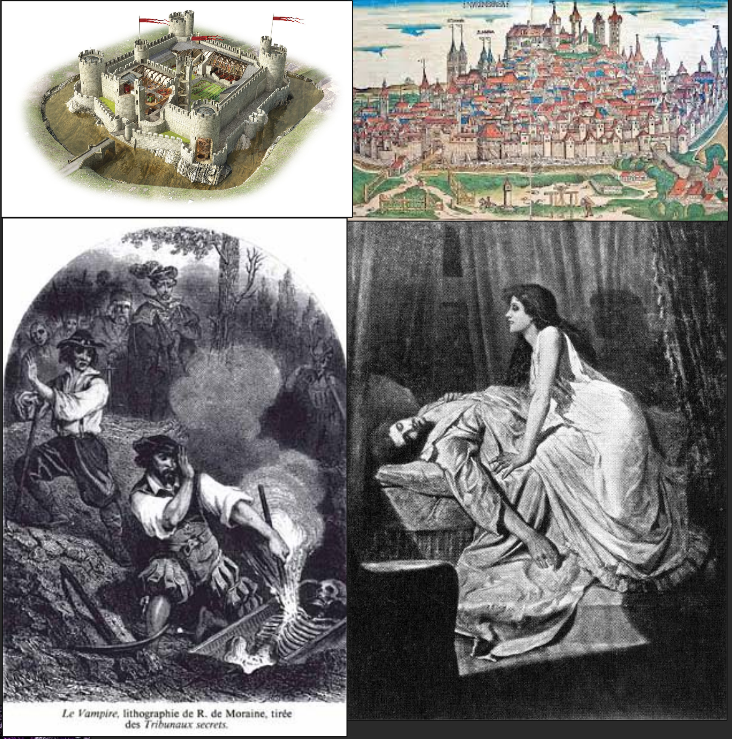 Le Vampire, lithographie de R. de Moraine, tirée
des Tribunaux secrets.